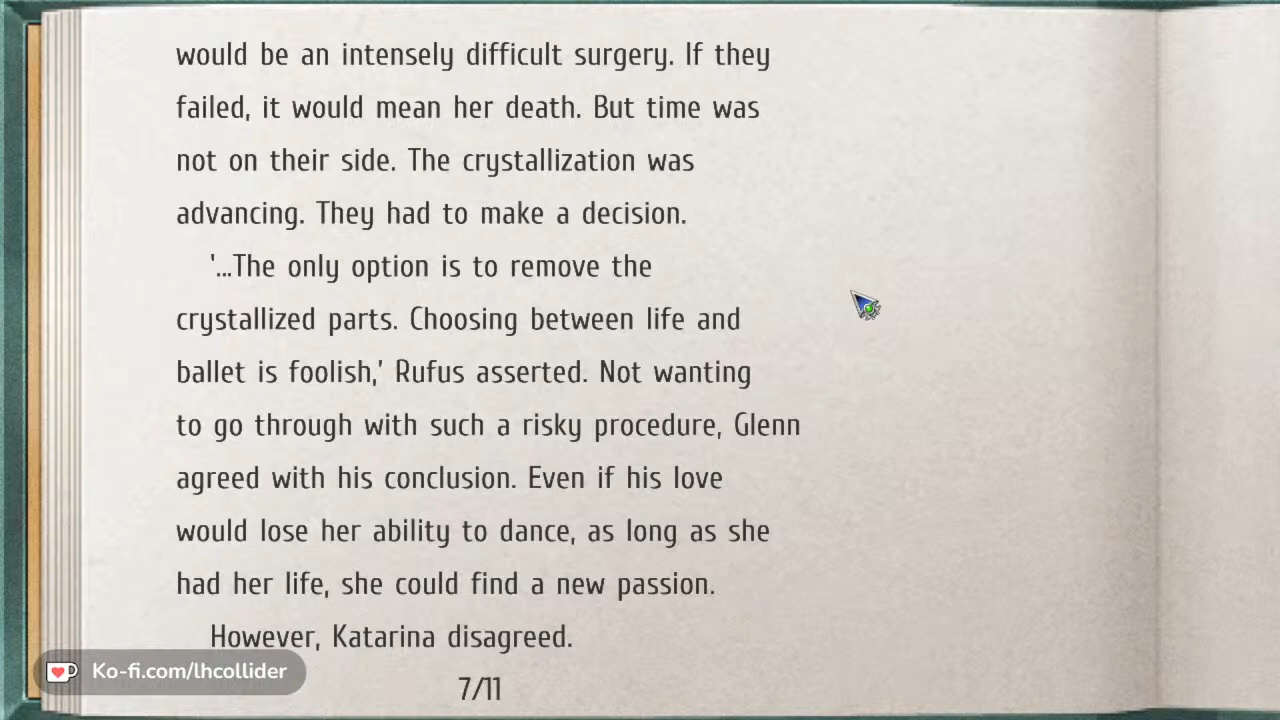 would be an intensely difficult surgery. If they
failed, it would mean her death. But time was
not on their side. The crystallization was
advancing. They had to make a decision.
'...The only option is to remove the
crystallized parts. Choosing between life and
ballet is foolish,' Rufus asserted. Not wanting
to go through with such a risky procedure, Glenn
agreed with his conclusion. Even if his love
would lose her ability to dance, as long as she
had her life, she could find a new passion.
However, Katarina disagreed.
Ko-fi.com/lhcollider
7/11